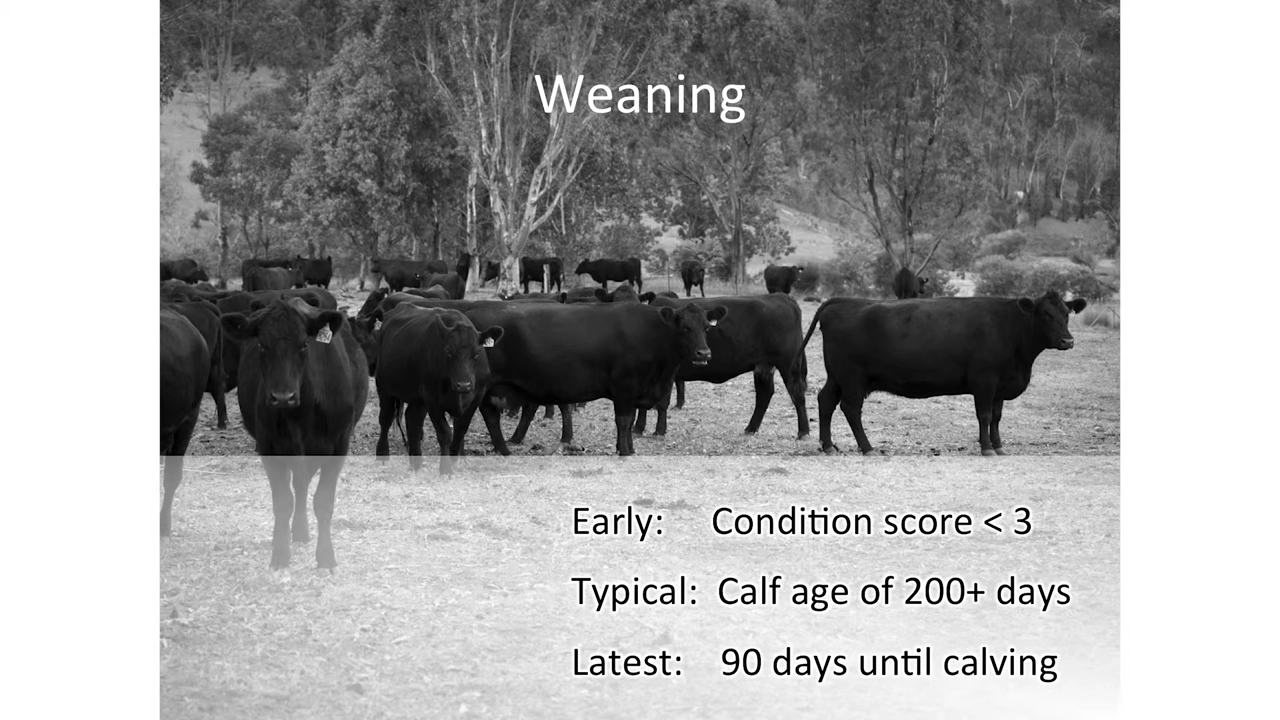 Weaning
Early: Condition score < 3
Typical: Calf age of 200+ days
Latest: 90 days until calving